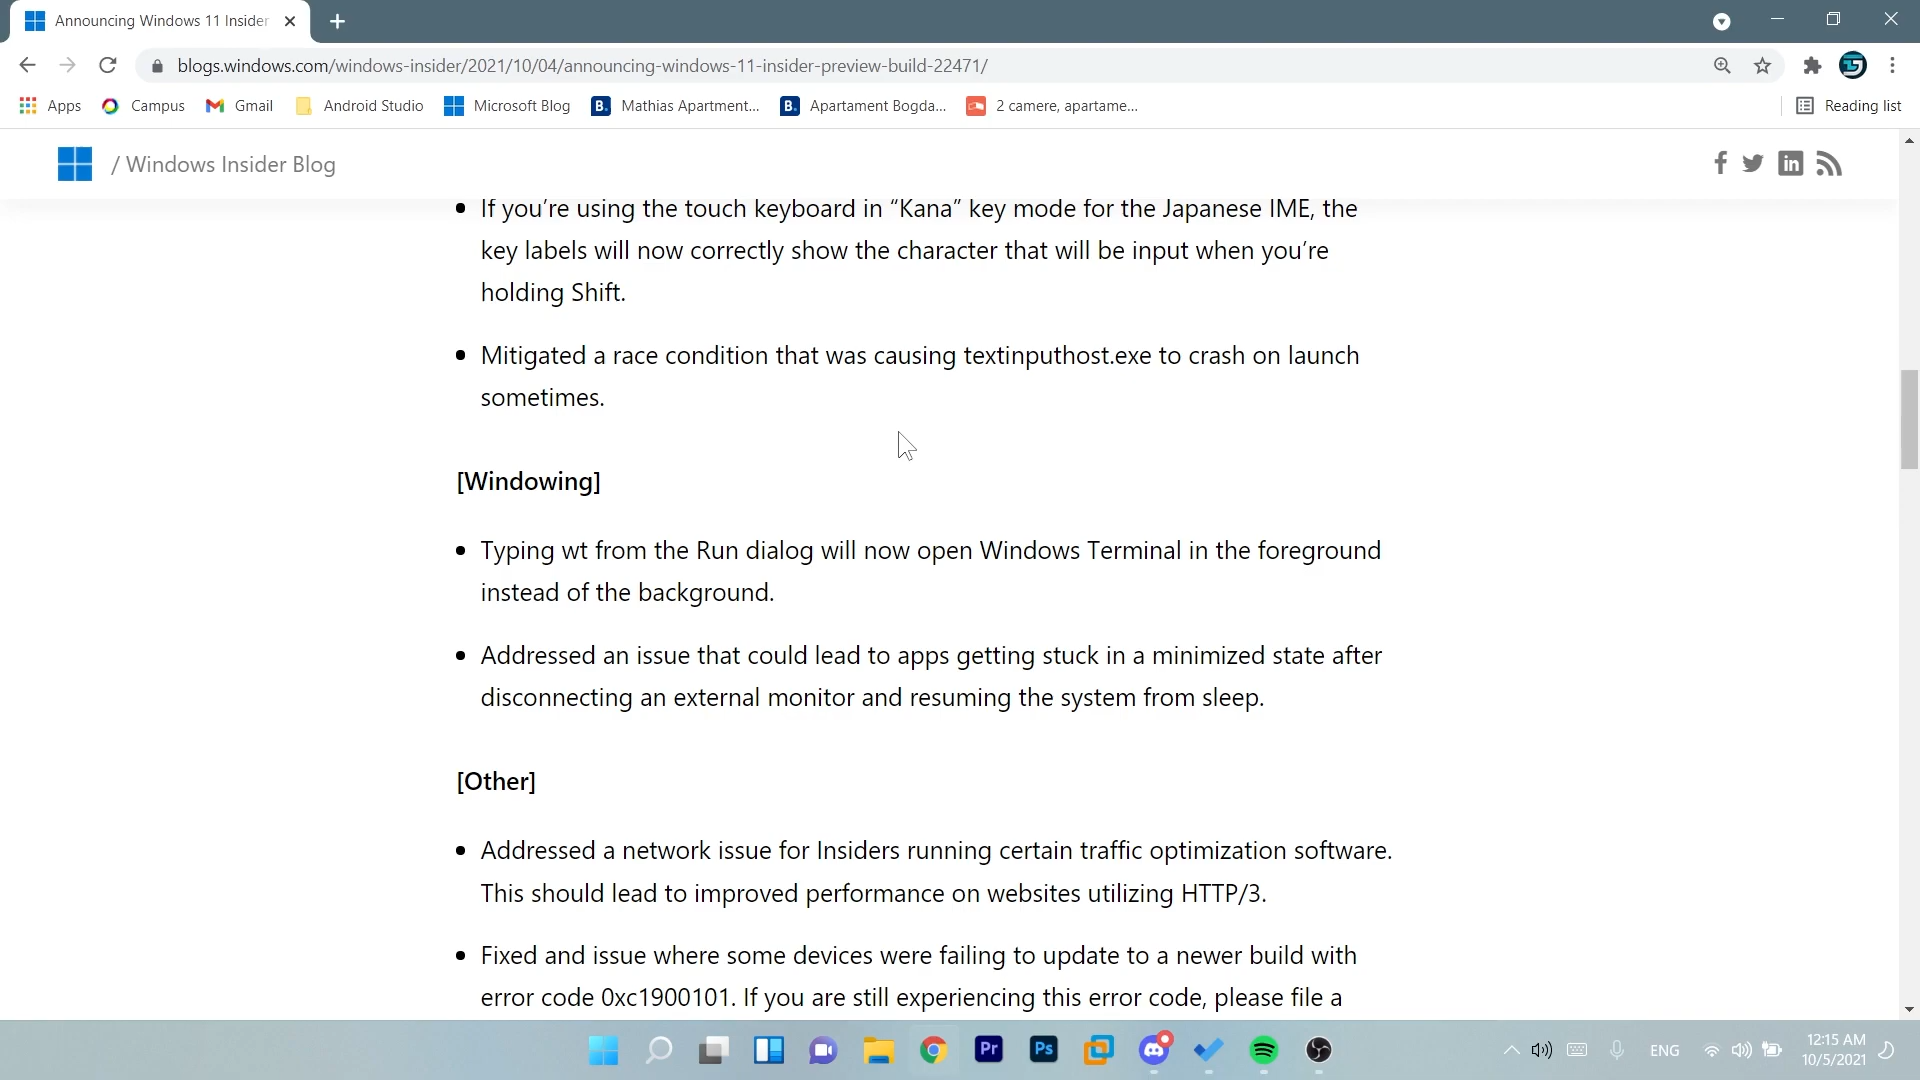 Announcing Windows 11 Insider
blogs.windows.com/windows-insider/2021/10/04/announcing-windows-11-insider-preview-build-22471/
Apps Campus Gmail Android Studio Microsoft Blog B. Mathias Apartment... B. Apartament Bogda... 2 camere, apartame... Reading list
/ Windows Insider Blog
If you’re using the touch keyboard in “Kana” key mode for the Japanese IME, the
key labels will now correctly show the character that will be input when you’re
holding Shift.
Mitigated a race condition that was causing textinputhost.exe to crash on launch
sometimes.
[Windowing]
Typing wt from the Run dialog will now open Windows Terminal in the foreground
instead of the background.
Addressed an issue that could lead to apps getting stuck in a minimized state after
disconnecting an external monitor and resuming the system from sleep.
[Other]
Addressed a network issue for Insiders running certain traffic optimization software.
This should lead to improved performance on websites utilizing HTTP/3.
Fixed and issue where some devices were failing to update to a newer build with
error code 0xc1900101. If you are still experiencing this error code, please file a
Pr Ps ENG 12:15 AM
10/5/2021